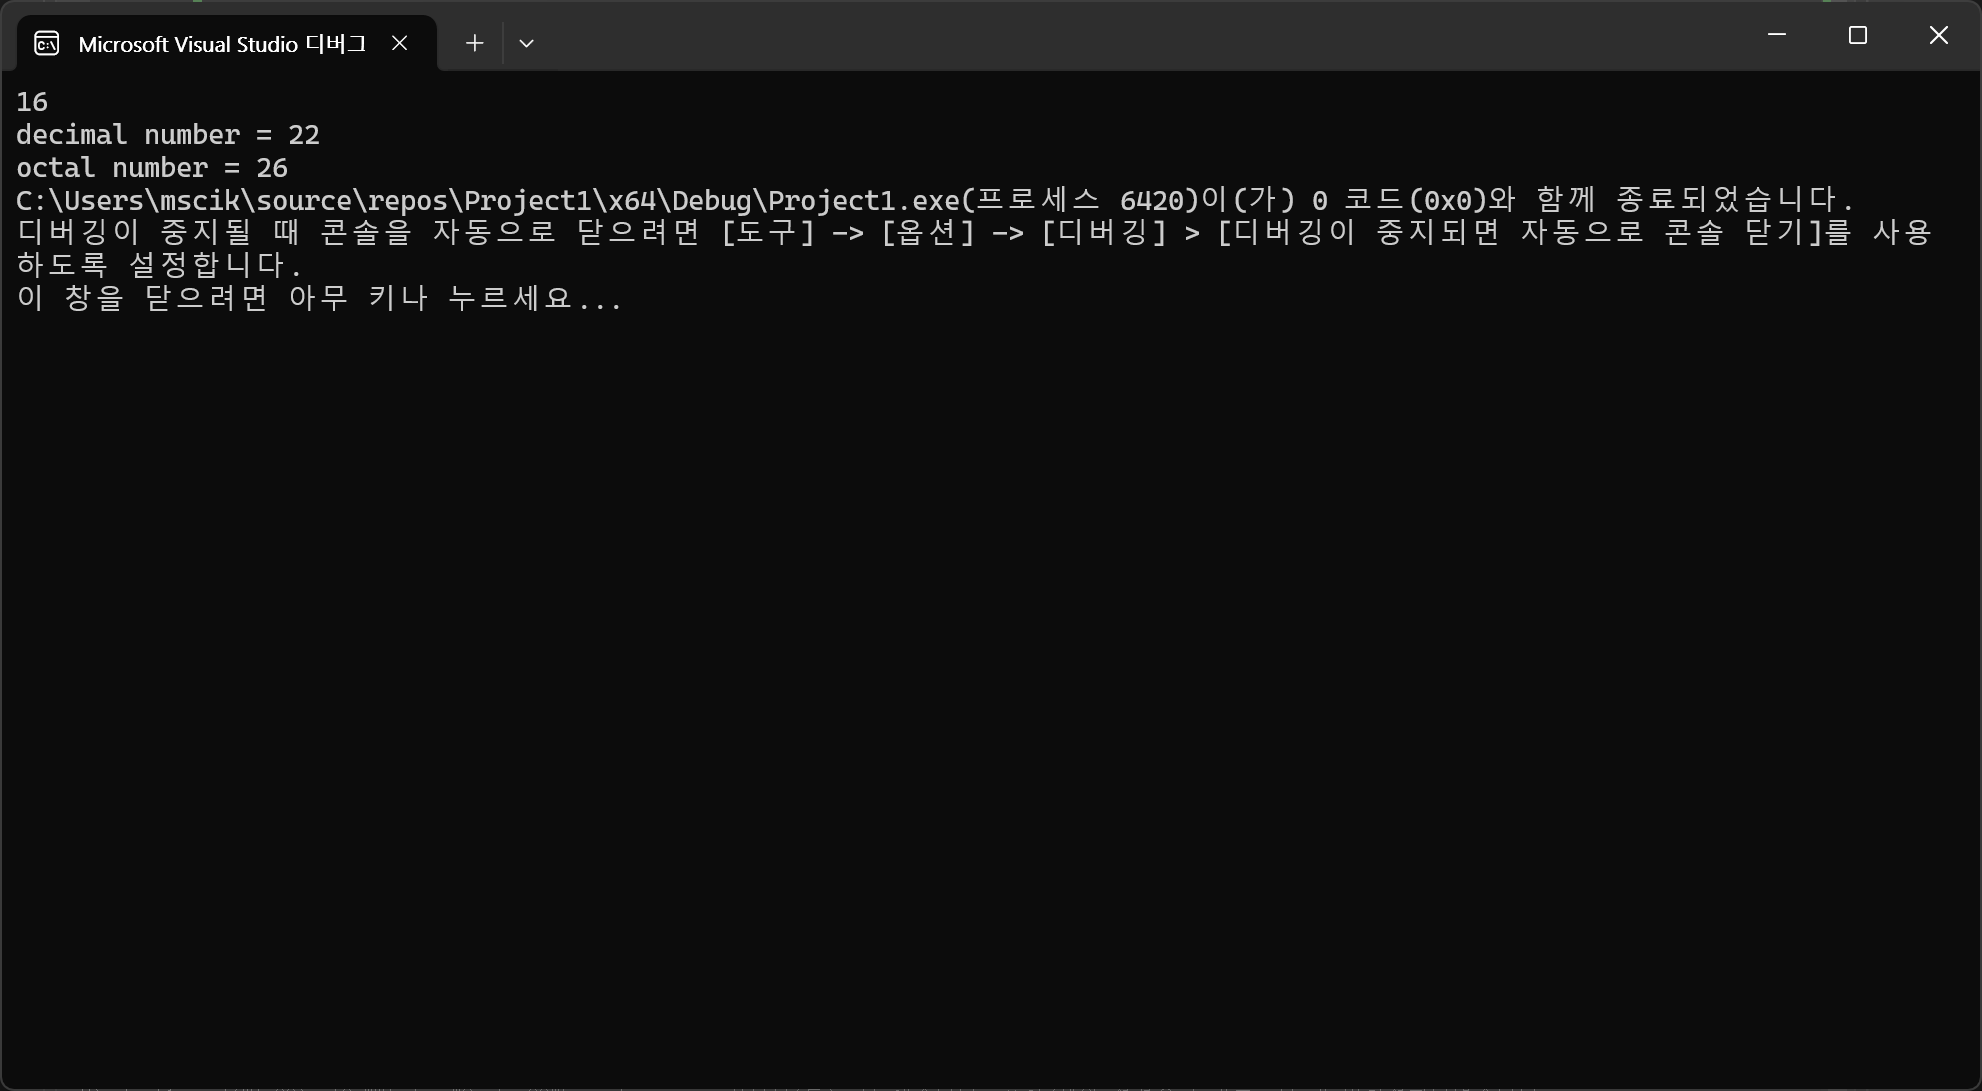 Microsoft Visual Studio 디버그
16
decimal number = 22
octal number = 26
C:\Users\mscik\source\repos\Project1\x64\Debug\Project1.exe(프로세스 6420)이(가) 0 코드(0x0)와 함께 종료되었습니다.
디버깅이 중지될 때 콘솔을 자동으로 닫으려면 [도구] -> [옵션] -> [디버깅] > [디버깅이 중지되면 자동으로 콘솔 닫기]를 사용
하도록 설정합니다.
이 창을 닫으려면 아무 키나 누르세요...